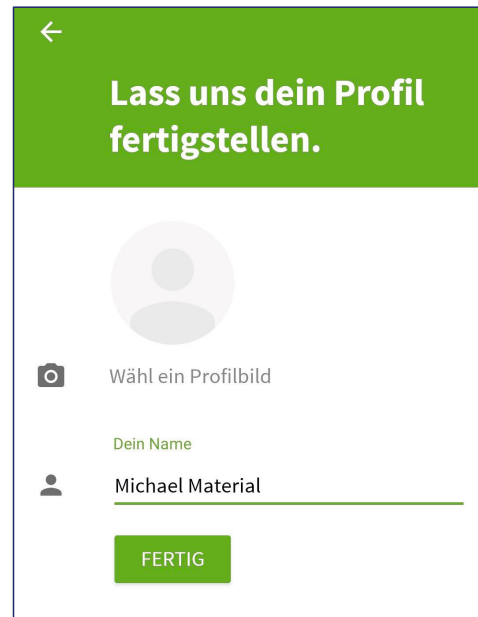 Lass uns dein Profil
fertigstellen.
Wähl ein Profilbild
Dein Name
Michael Material
FERTIG